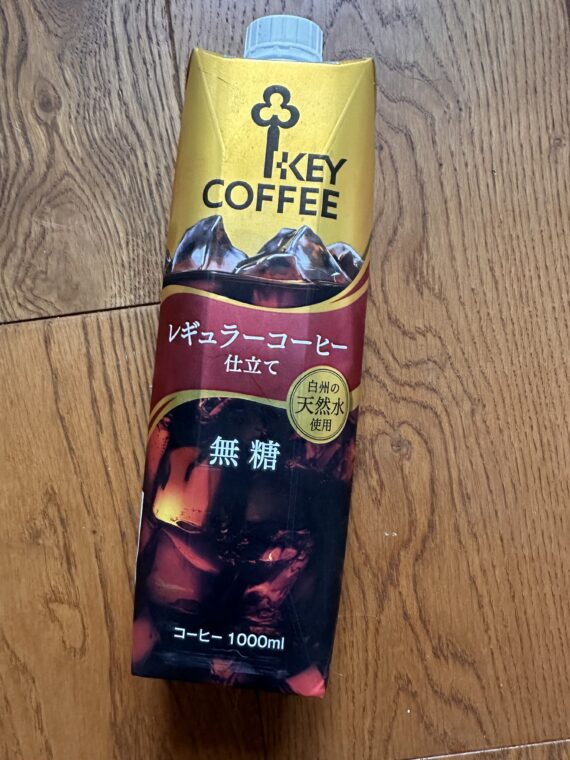 KEY
COFFEE
レギュラーコーヒー
仕立て
白州の
天然水
使用
無糖
コーヒー 1000ml